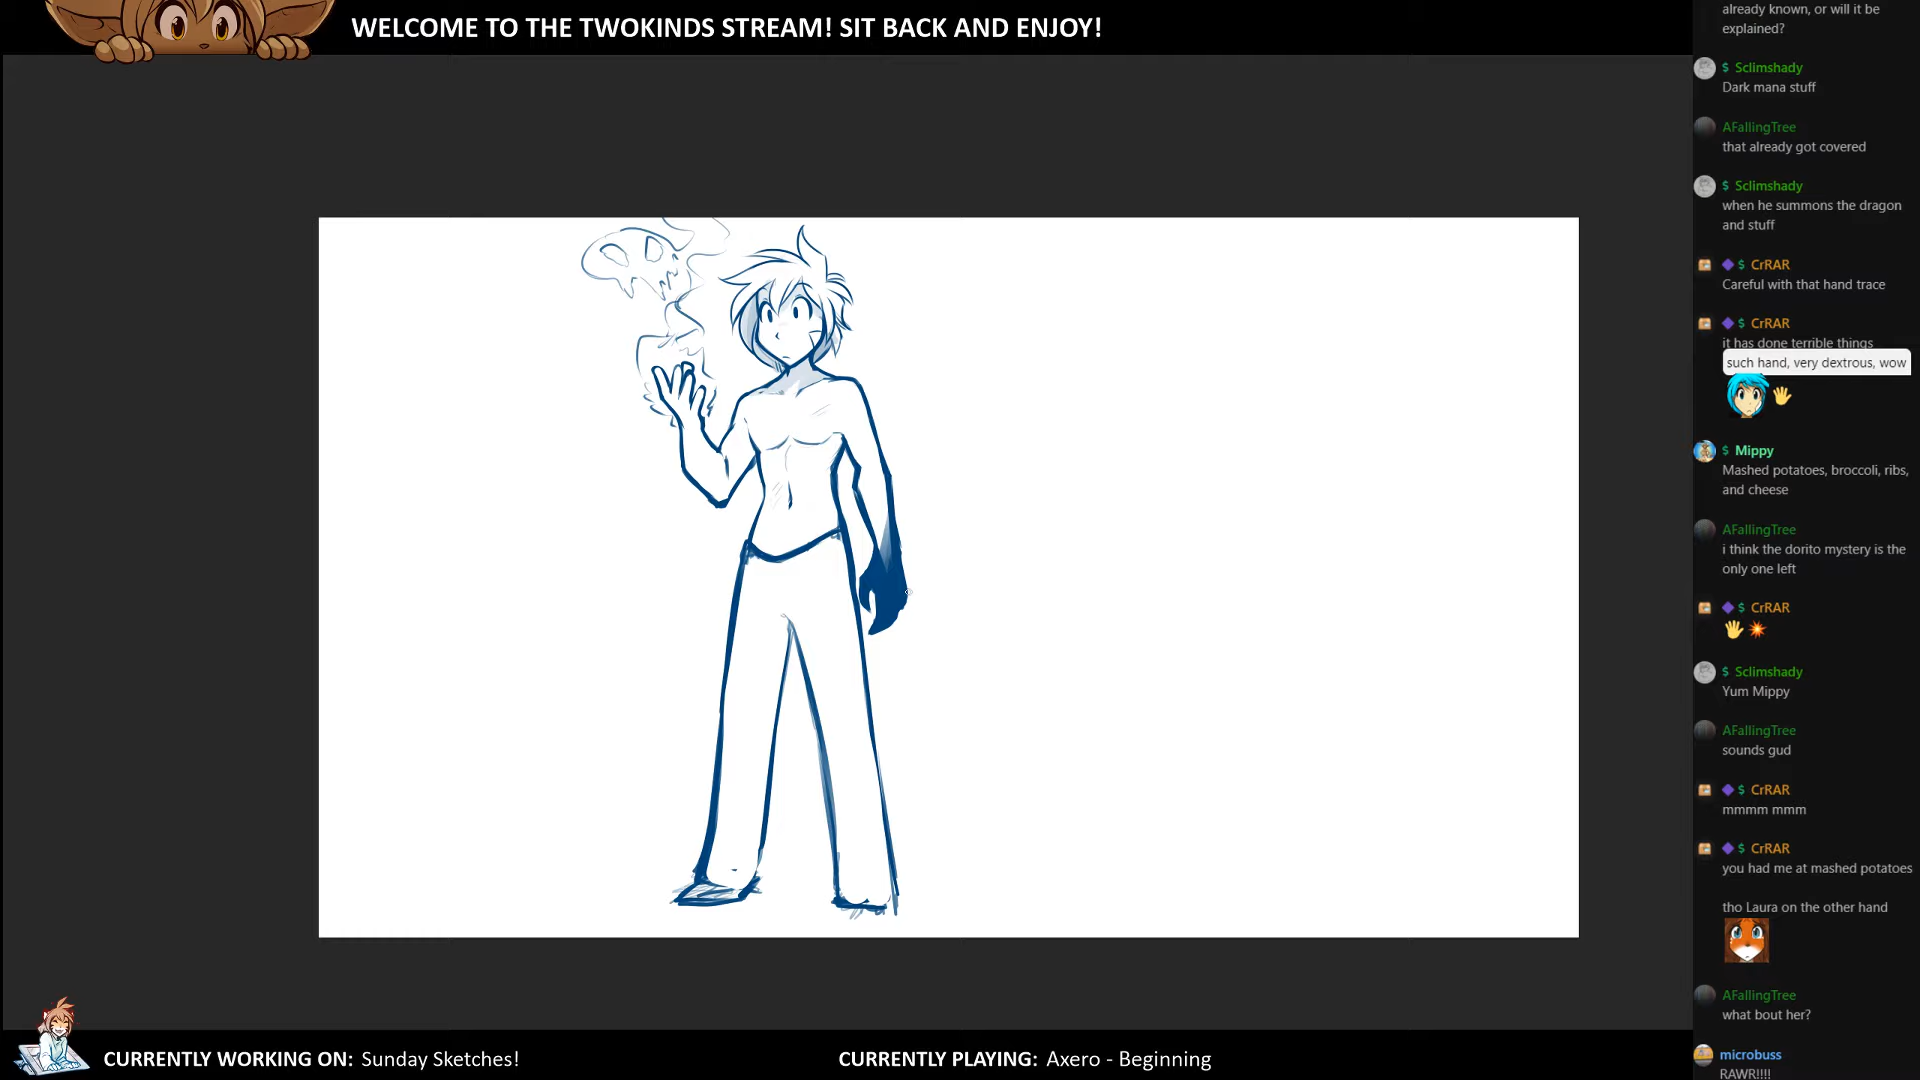 WELCOME TO THE TWOKINDS STREAM! SIT BACK AND ENJOY!
already known, or will it be
explained?
$ Sclimshady
Dark mana stuff
AFallingTree
that already got covered
$ Sclimshady
when he summons the dragon
and stuff
$ CrRAR
Careful with that hand trace
$ CrRAR
it has done terrible things
such hand, very dextrous, wow
$ Mippy
Mashed potatoes, broccoli, ribs,
and cheese
AFallingTree
i think the dorito mystery is the
only one left
$ CrRAR
$ Sclimshady
Yum Mippy
AFallingTree
sounds gud
$ CrRAR
mmmm mmm
$ CrRAR
you had me at mashed potatoes
tho Laura on the other hand
AFallingTree
what bout her?
microbuss
RAWR!!!!
CURRENTLY WORKING ON: Sunday Sketches!
CURRENTLY PLAYING: Axero - Beginning